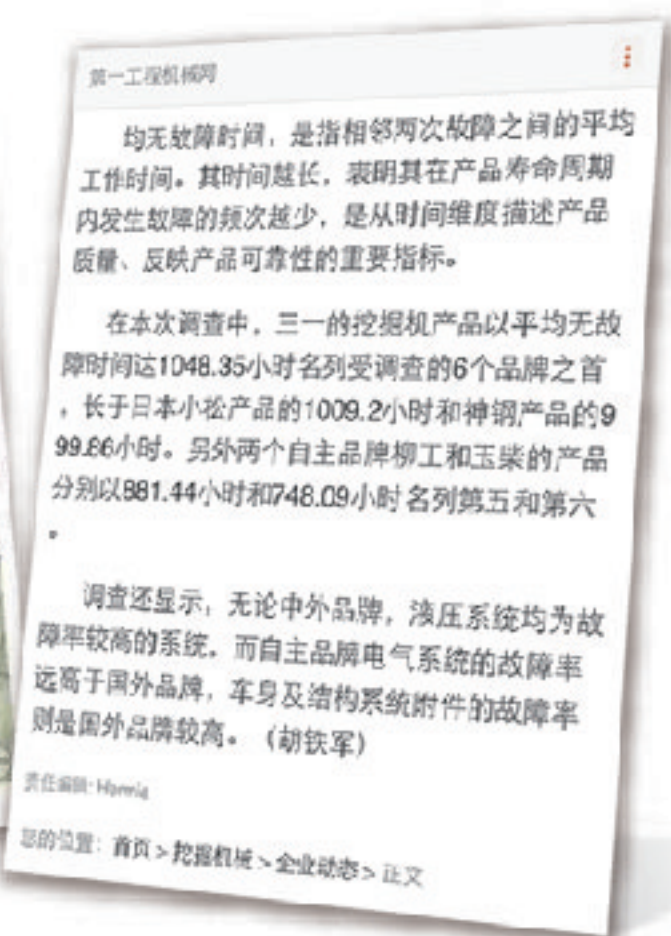 第一工程机械网
均无故障时间，是指相邻两次故障之间的平均
工作时间。其时间越长，表明其在产品寿命周期
内发生故障的频次越少，是从时间维度描述产品
质量、反映产品可靠性的重要指标。
在本次调查中，三一的挖掘机产品以平均无故
障时间达1048.35小时名列受调查的6个品牌之首
，长于日本小松产品的1009.2小时和神钢产品的9
99.86小时。另外两个自主品牌柳工和玉柴的产品
分别以881.44小时和748.09小时名列第五和第六
。
调查还显示，无论中外品牌，液压系统均为故
障率较高的系统。而自主品牌电气系统的故障率
远高于国外品牌，车身及结构系统附件的故障率
则是国外品牌较高。（胡铁军）
责任编辑:
您的位置：首页 > 挖掘机械 > 企业动态 > 正文